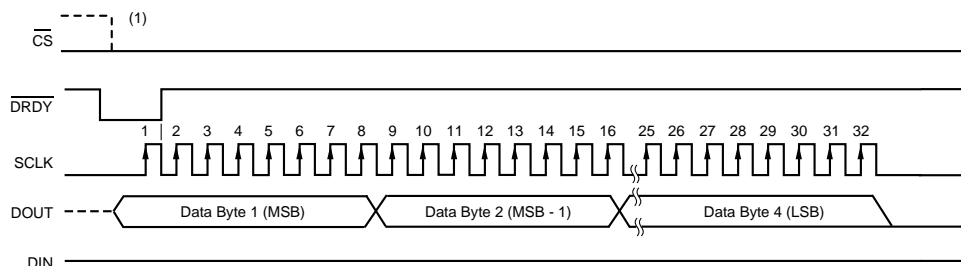 (1)
CS
DRDY
1 2 3 4 5 6 7 8 9 10 11 12 13 14 15 16 25 26 27 28 29 30 31 32
SCLK
DOUT Data Byte 1 (MSB) Data Byte 2 (MSB - 1) Data Byte 4 (LSB)
DIN